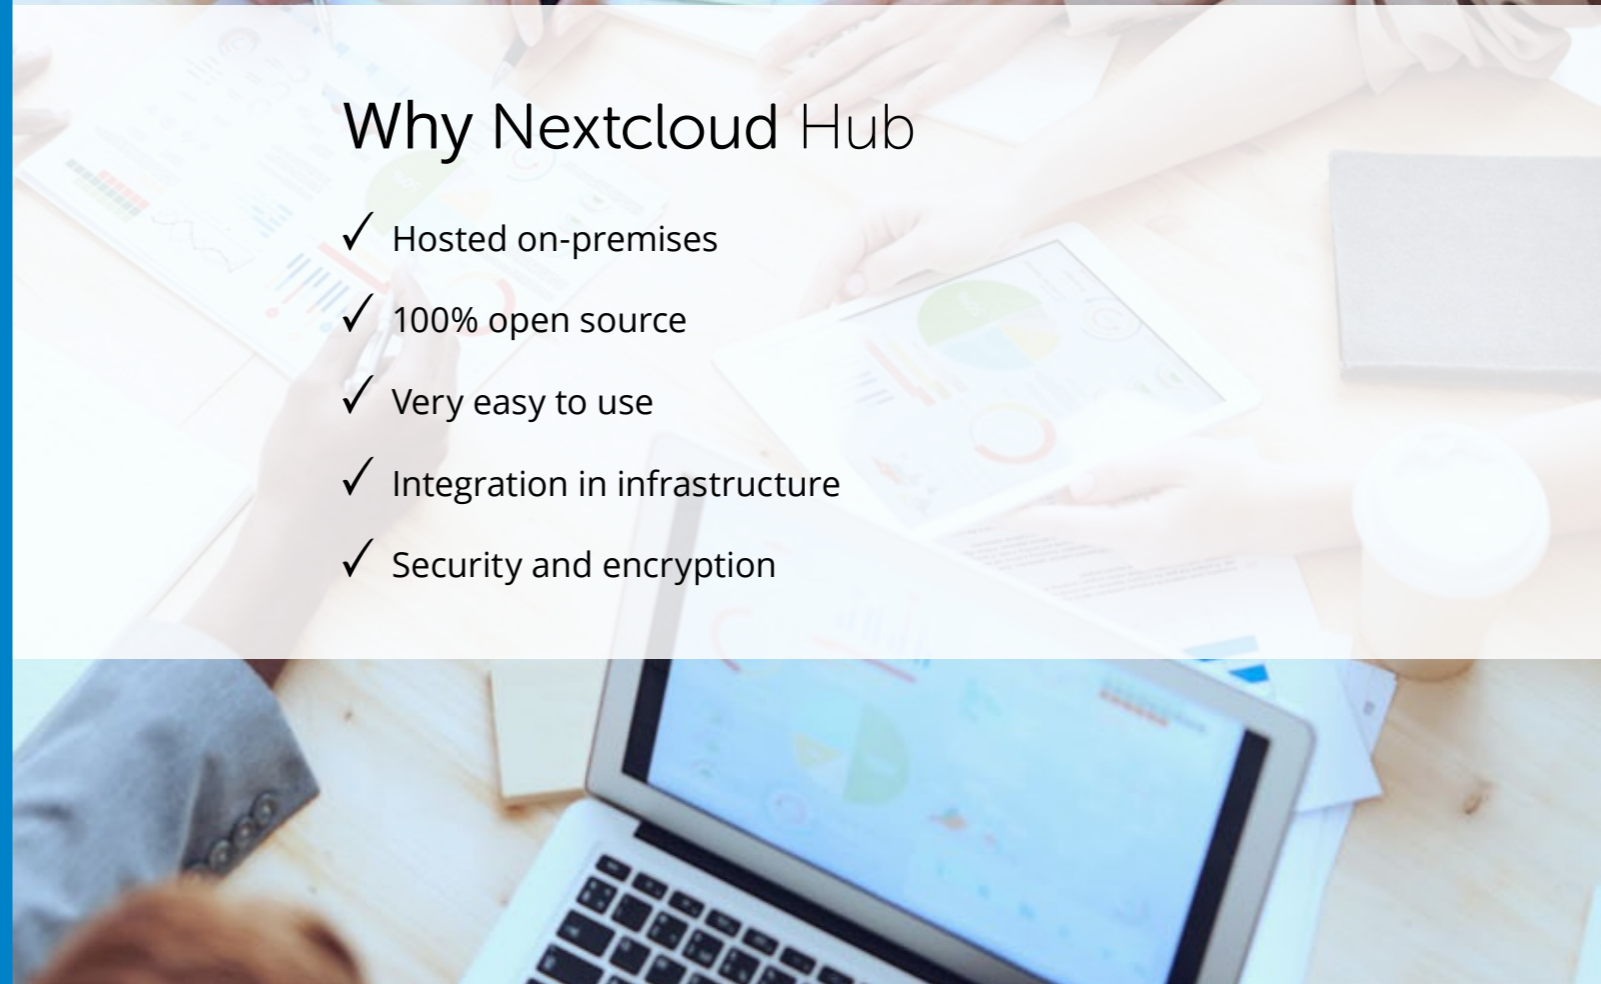 Why Nextcloud Hub
✓ Hosted on-premises
✓ 100% open source
✓ Very easy to use
✓ Integration in infrastructure
✓ Security and encryption